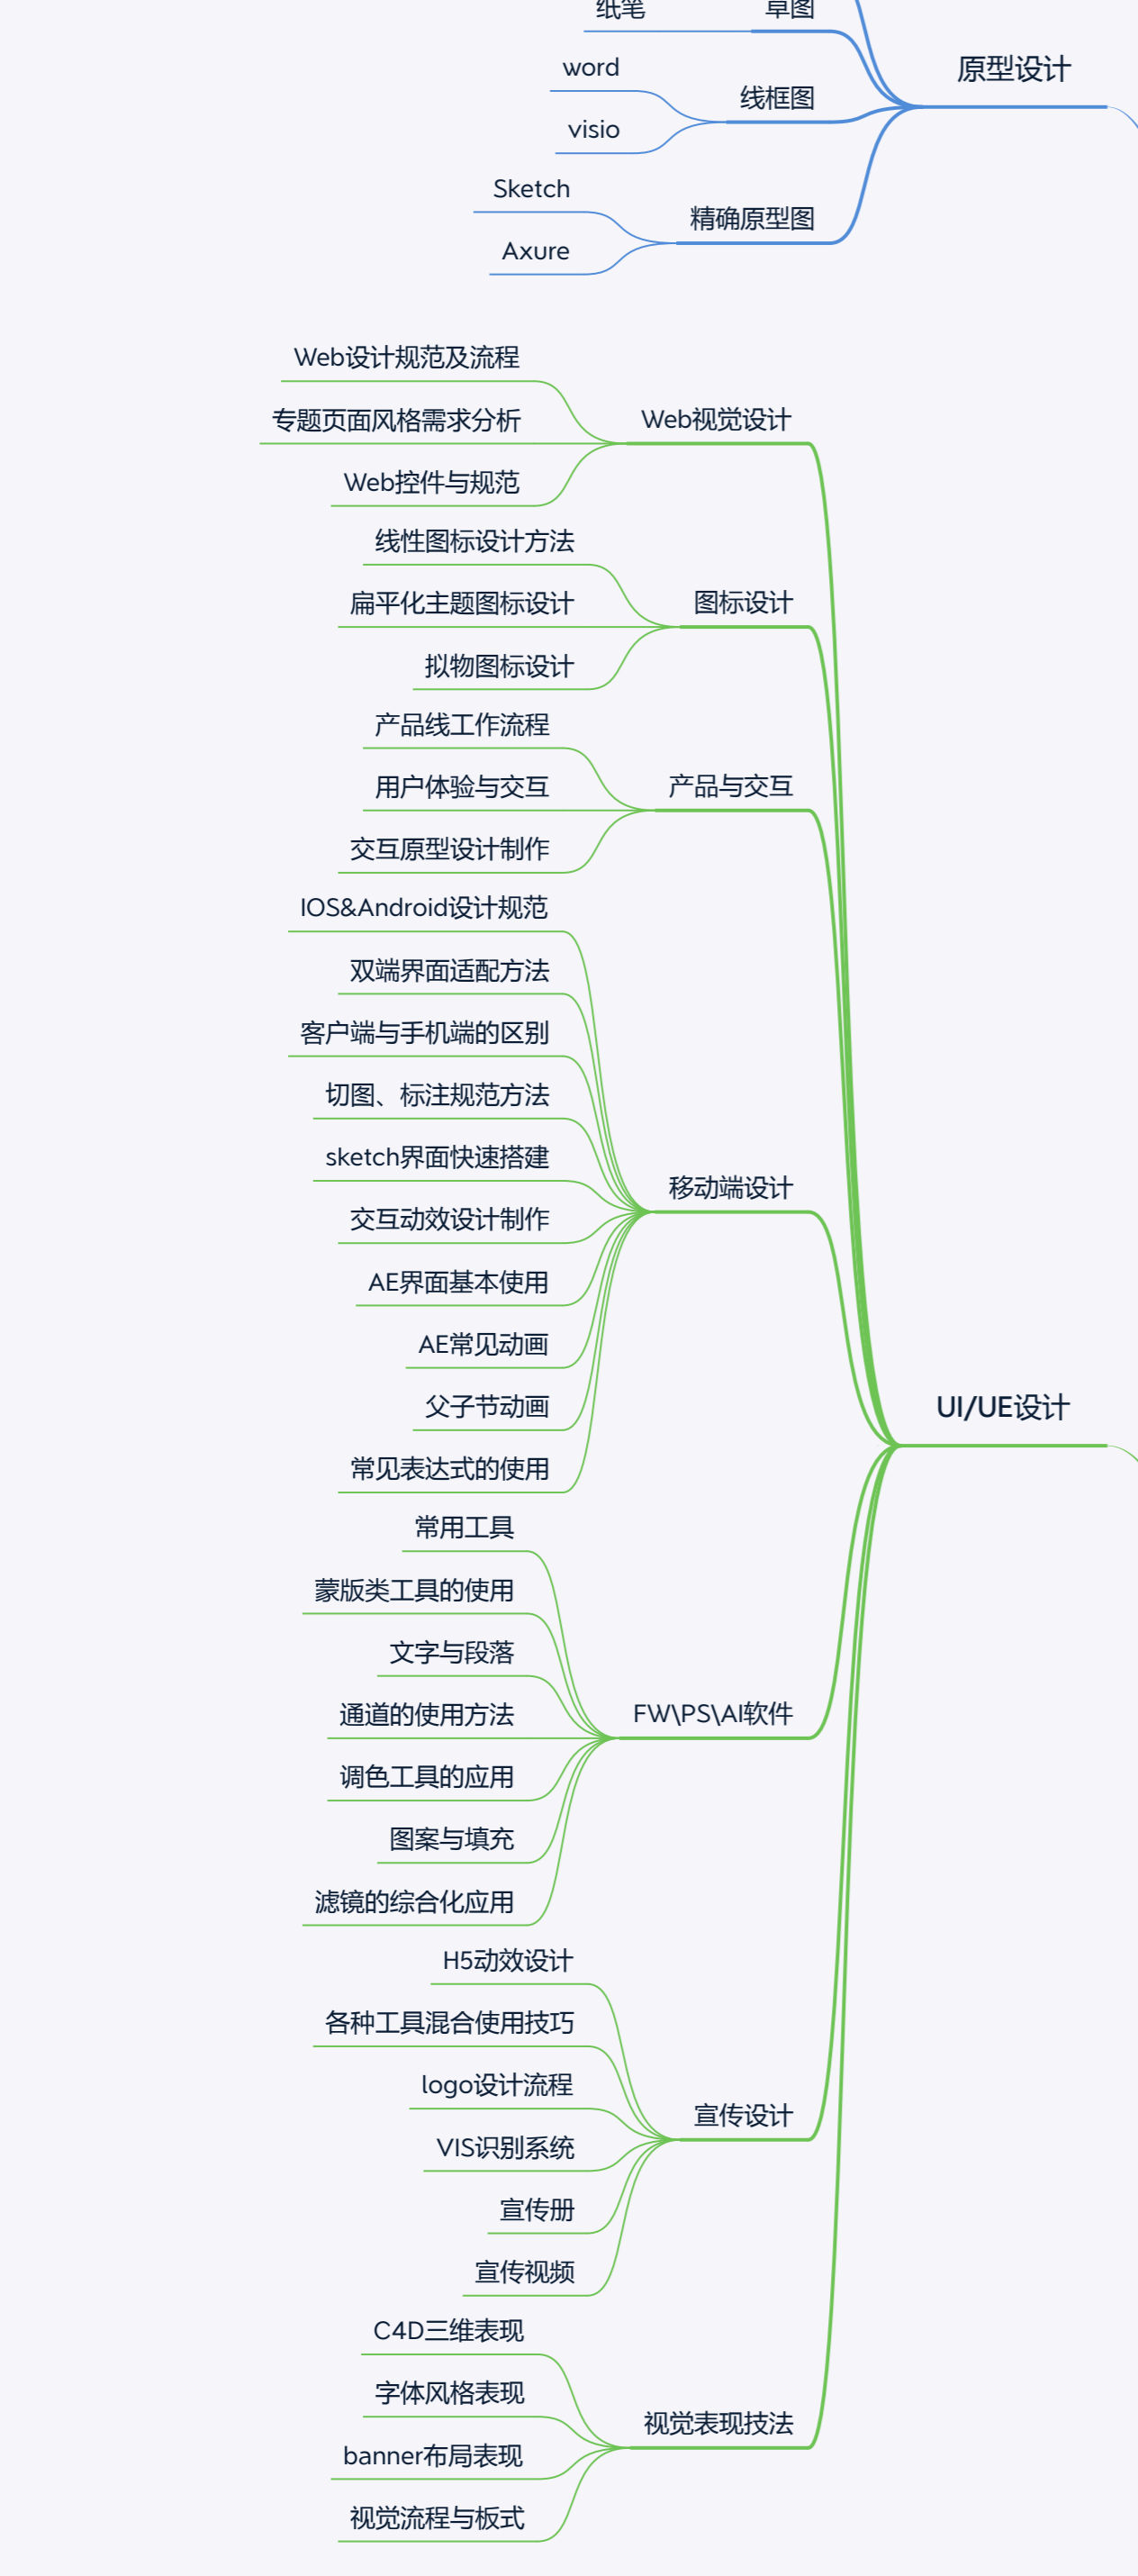 纸笔
草图
原型设计
word
线框图
visio
Sketch
精确原型图
Axure
Web设计规范及流程
专题页面风格需求分析
Web视觉设计
Web控件与规范
线性图标设计方法
扁平化主题图标设计
图标设计
拟物图标设计
产品线工作流程
用户体验与交互
产品与交互
交互原型设计制作
IOS&Android设计规范
双端界面适配方法
客户端与手机端的区别
切图、标注规范方法
sketch界面快速搭建
移动端设计
交互动效设计制作
AE界面基本使用
AE常见动画
父子节动画
常见表达式的使用
UI/UE设计
常用工具
蒙版类工具的使用
文字与段落
通道的使用方法
FW\PS\AI软件
调色工具的应用
图案与填充
滤镜的综合化应用
H5动效设计
各种工具混合使用技巧
logo设计流程
宣传设计
VIS识别系统
宣传册
宣传视频
C4D三维表现
字体风格表现
视觉表现技法
banner布局表现
视觉流程与板式